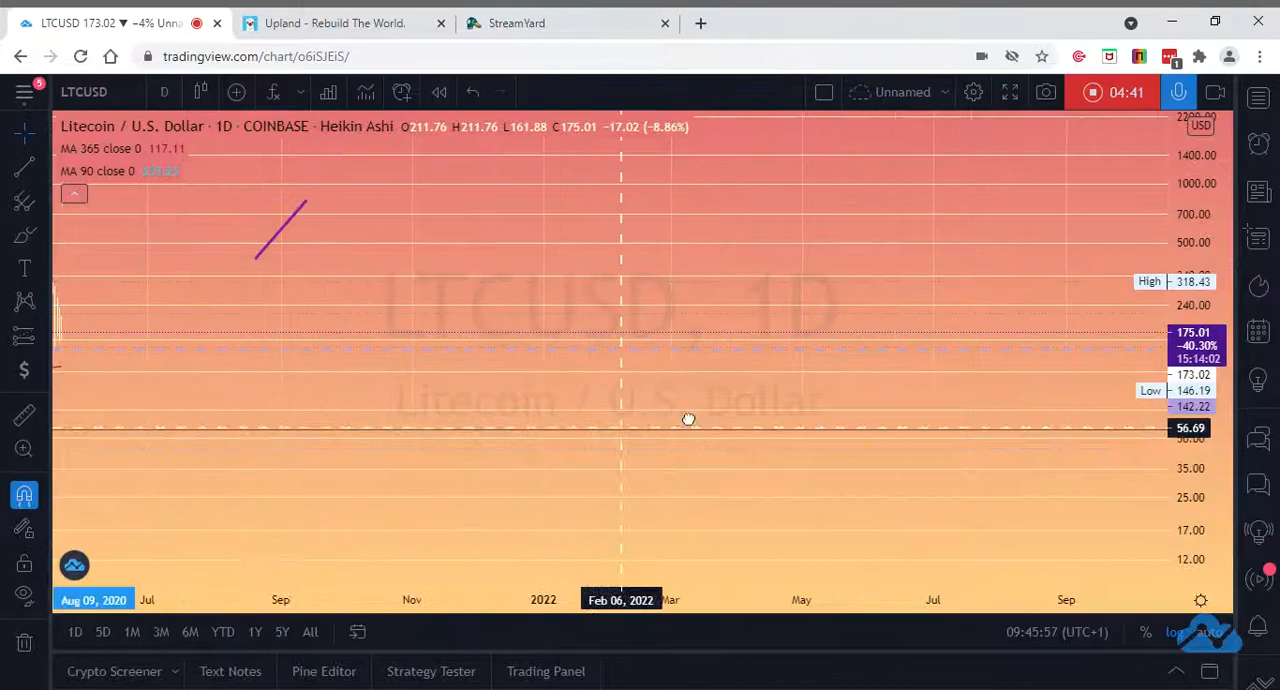 LTCUSD 173.02 ▼ −4% Unna
Upland - Rebuild The World.
StreamYard
tradingview.com/chart/o6iSJEiS/
1
5
LTCUSD
D
Unnamed
04:41
Litecoin / U.S. Dollar · 1D · COINBASE · Heikin Ashi O211.76 H211.76 L161.88 C175.01 −17.02 (−8.86%)
MA 365 close 0 117.11
MA 90 close 0
USD
1400.00
1000.00
700.00
500.00
High 318.43
240.00
175.01
−40.30%
15:14:02
173.02
Low 146.19
142.22
56.69
35.00
25.00
17.00
12.00
LTCUSD, 1D
Litecoin / U.S. Dollar
Aug 09, 2020 Jul Sep Nov 2022 Feb 06, 2022 Mar May Jul Sep
1D 5D 1M 3M 6M YTD 1Y 5Y All
09:45:57 (UTC+1) % log auto
Crypto Screener Text Notes Pine Editor Strategy Tester Trading Panel